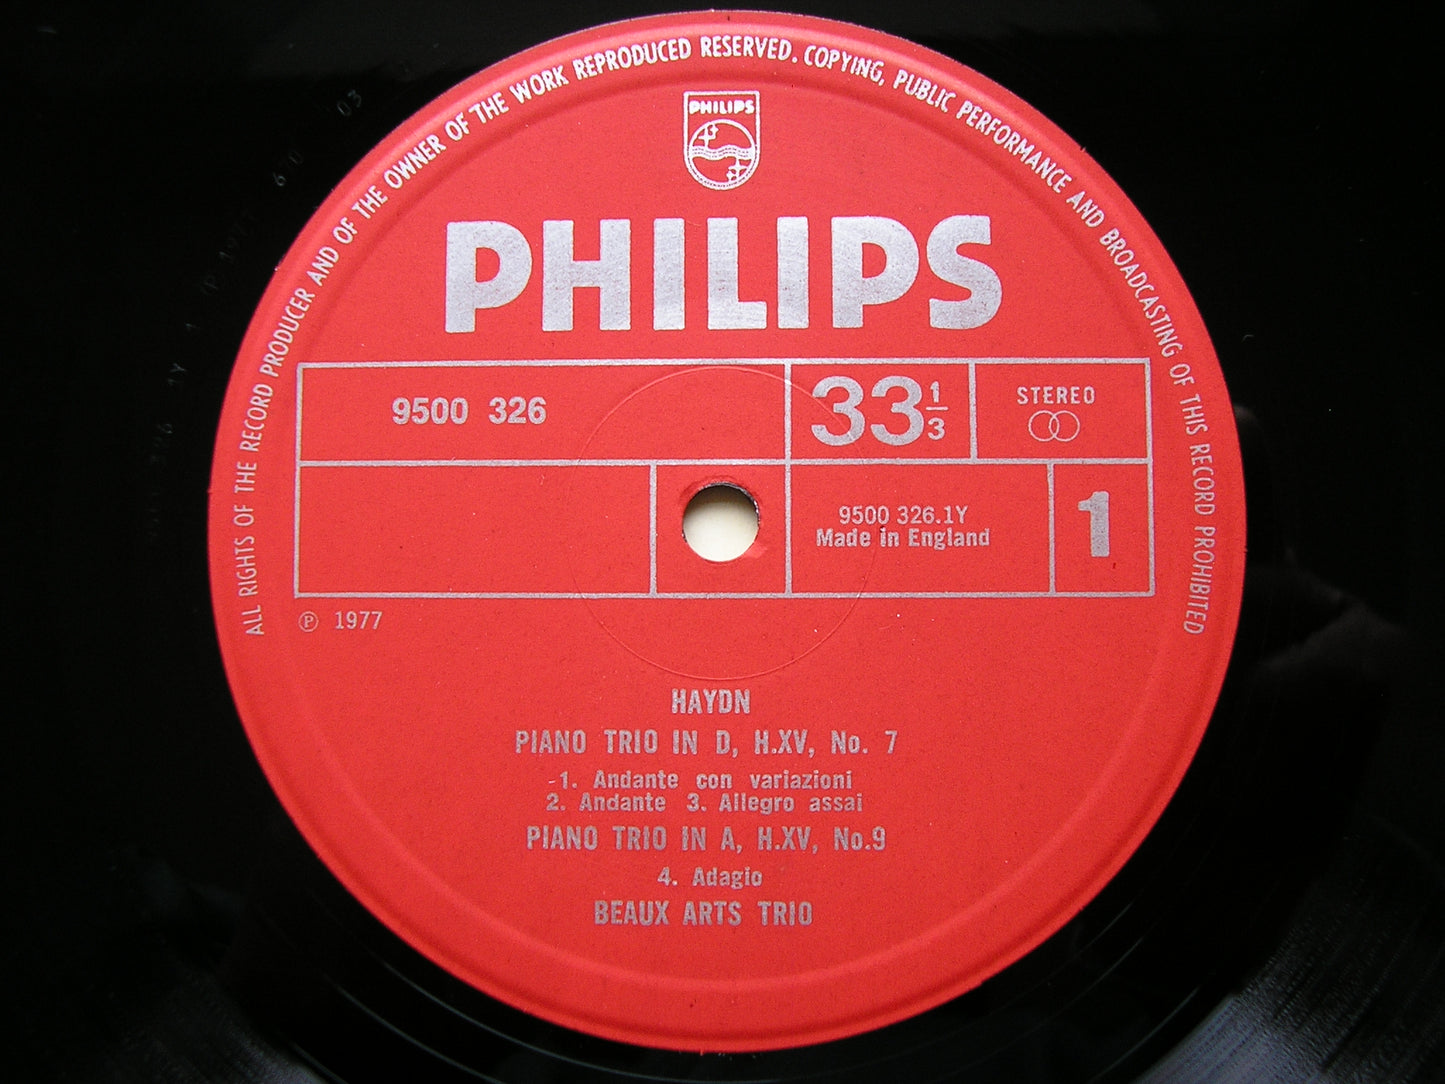 ALL RIGHTS OF THE RECORD PRODUCER AND OF THE OWNER OF THE WORK REPRODUCED RESERVED. COPYING, PUBLIC PERFORMANCE AND BROADCASTING OF THIS RECORD PROHIBITED
PHILIPS
PHILIPS
9500 326
33 1/3
STEREO
9500 326.1Y
Made in England
1
℗ 1977
HAYDN
PIANO TRIO IN D, H.XV, No. 7
1. Andante con variazioni
2. Andante 3. Allegro assai
PIANO TRIO IN A, H.XV, No.9
4. Adagio
BEAUX ARTS TRIO